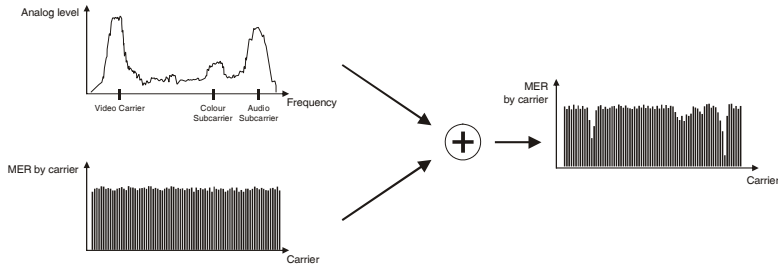 Analog level
Frequency
Video Carrier
Colour
Subcarrier
Audio
Subcarrier
MER by carrier
Carrier
MER
by carrier
Carrier